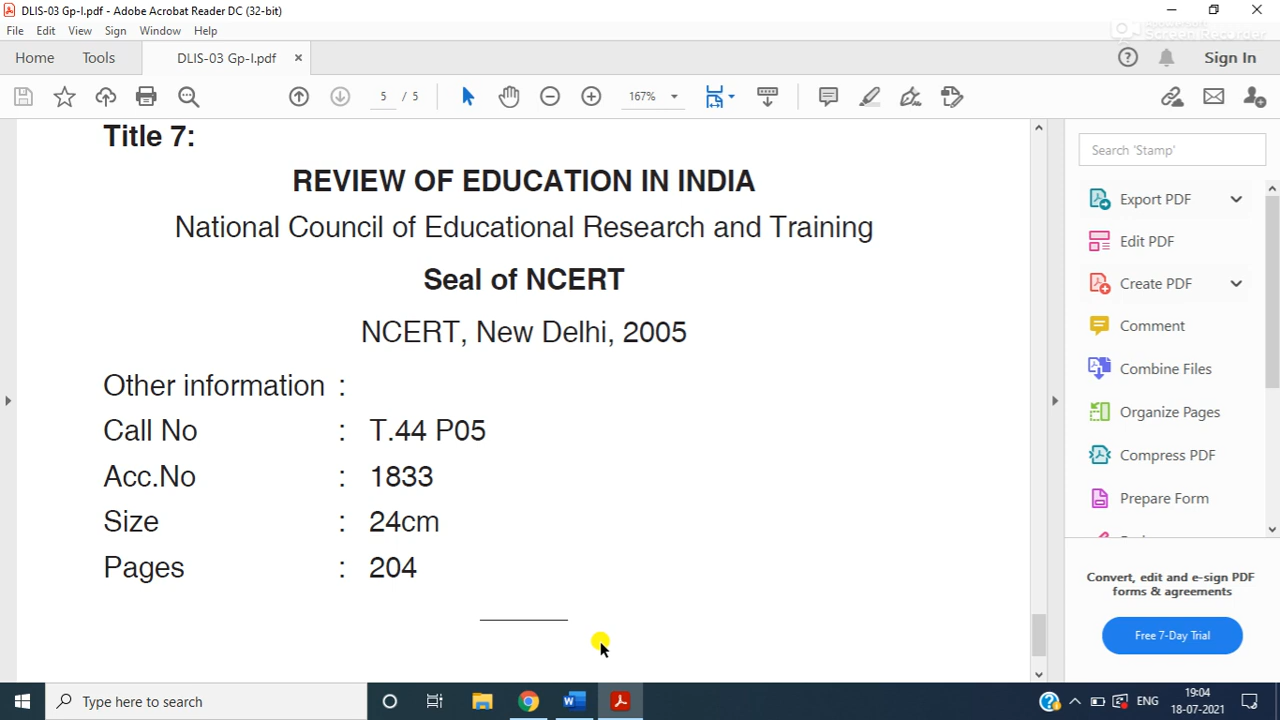 DLIS-03 Gp-I.pdf - Adobe Acrobat Reader DC (32-bit)
File Edit View Sign Window Help
Screen Recorder
Home Tools DLIS-03 Gp-I.pdf × Sign In
5 / 5 167%
Title 7:
REVIEW OF EDUCATION IN INDIA
National Council of Educational Research and Training
Seal of NCERT
NCERT, New Delhi, 2005
Other information :
Call No : T.44 P05
Acc.No : 1833
Size : 24cm
Pages : 204
Search 'Stamp'
Export PDF
Edit PDF
Create PDF
Comment
Combine Files
Organize Pages
Compress PDF
Prepare Form
Convert, edit and e-sign PDF
forms & agreements
Free 7-Day Trial
Type here to search
ENG
19:04
18-07-2021